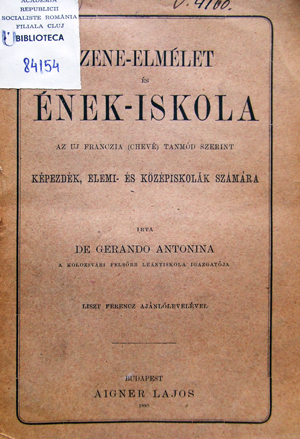 ACADEMIA
REPUBLICII
SOCIALISTE ROMÂNIA
FILIALA CLUJ
BIBLIOTECA
84154
ZENE-ELMÉLET
ÉS
ÉNEK-ISKOLA
AZ UJ FRANCZIA (CHEVÉ) TANMÓD SZERINT
KÉPEZDÉK, ELEMI- ÉS KÖZÉPISKOLÁK SZÁMÁRA
IRTA
DE GERANDO ANTONINA
A KOLOZSVÁRI FELSŐBB LEÁNYISKOLA IGAZGATÓJA
LISZT FERENCZ AJÁNLÓLEVELÉVEL
BUDAPEST
AIGNER LAJOS